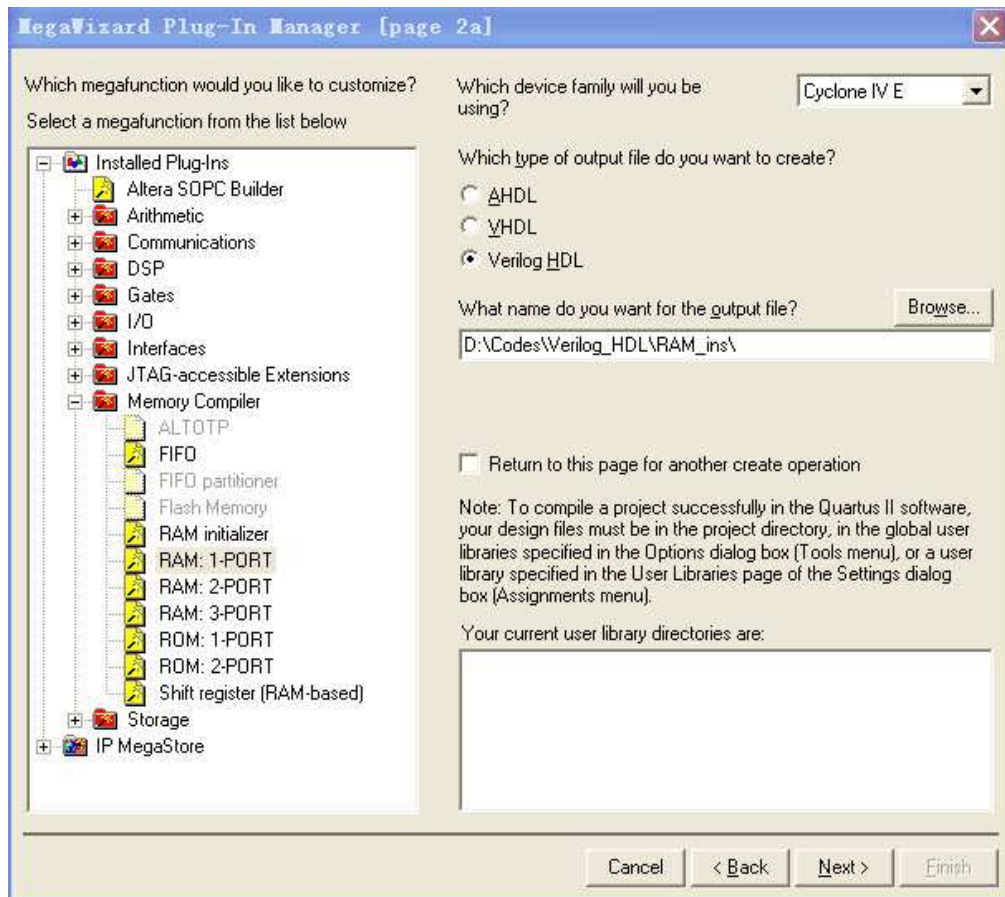 MegaWizard Plug-In Manager [page 2a]
Which megafunction would you like to customize?
Select a megafunction from the list below
Installed Plug-Ins
Altera SOPC Builder
Arithmetic
Communications
DSP
Gates
I/O
Interfaces
JTAG-accessible Extensions
Memory Compiler
ALTOTP
FIFO
FIFO partitioner
Flash Memory
RAM initializer
RAM: 1-PORT
RAM: 2-PORT
RAM: 3-PORT
ROM: 1-PORT
ROM: 2-PORT
Shift register (RAM-based)
Storage
IP MegaStore
Which device family will you be
using?
Cyclone IV E
Which type of output file do you want to create?
AHDL
VHDL
Verilog HDL
What name do you want for the output file?
Browse...
D:\Codes\Verilog_HDL\RAM_ins\
Return to this page for another create operation
Note: To compile a project successfully in the Quartus II software,
your design files must be in the project directory, in the global user
libraries specified in the Options dialog box (Tools menu), or a user
library specified in the User Libraries page of the Settings dialog
box (Assignments menu).
Your current user library directories are:
Cancel
< Back
Next >
Finish